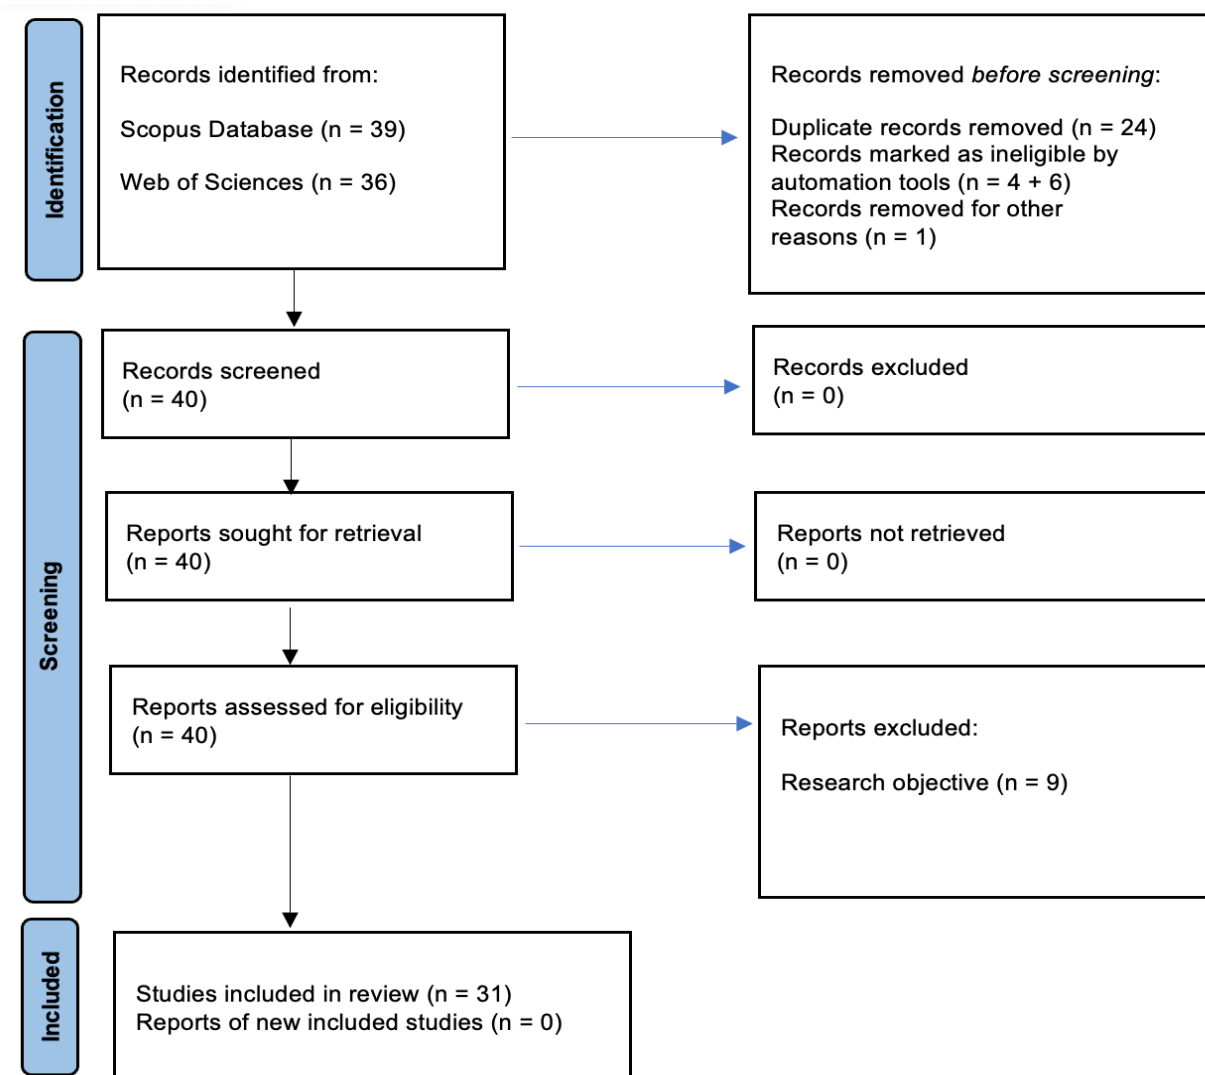 Identification
Records identified from:
Scopus Database (n = 39)
Web of Sciences (n = 36)
Records removed before screening:
Duplicate records removed (n = 24)
Records marked as ineligible by
automation tools (n = 4 + 6)
Records removed for other
reasons (n = 1)
Screening
Records screened
(n = 40)
Records excluded
(n = 0)
Reports sought for retrieval
(n = 40)
Reports not retrieved
(n = 0)
Reports assessed for eligibility
(n = 40)
Reports excluded:
Research objective (n = 9)
Included
Studies included in review (n = 31)
Reports of new included studies (n = 0)